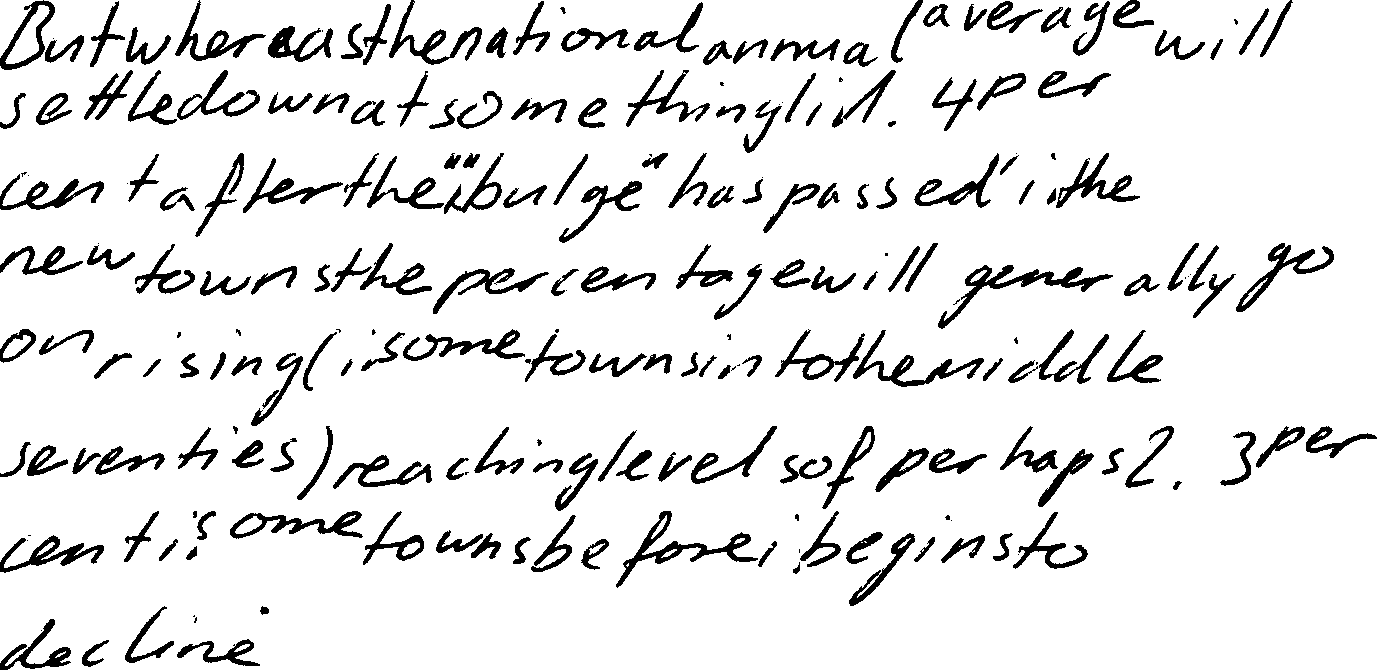 But whereas the national annual average will
settle down at something like 1. 4 per
cent after the "bulge" has passed in the
new towns the percentage will generally go
on rising (in some towns into the middle
seventies) reaching levels of perhaps 2. 3 per
cent in some towns before it begins to
decline.